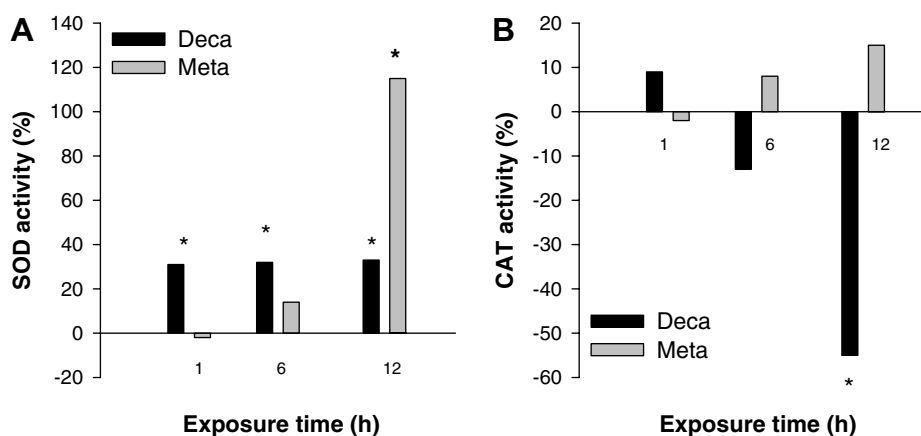 A
140
120
100
80
60
40
20
0
-20
SOD activity (%)
Deca
Meta
*
*
*
*
1
6
12
Exposure time (h)
B
20
10
0
-10
-20
-30
-40
-50
-60
CAT activity (%)
1
6
12
Deca
Meta
*
Exposure time (h)